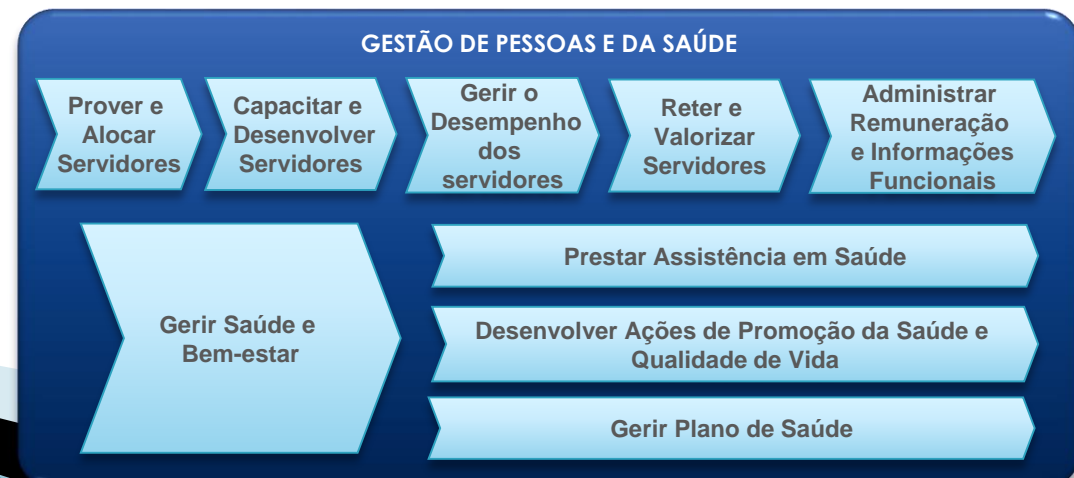 GESTÃO DE PESSOAS E DA SAÚDE
Prover e
Alocar
Servidores
Capacitar e
Desenvolver
Servidores
Gerir o
Desempenho
dos
servidores
Reter e
Valorizar
Servidores
Administrar
Remuneração
e Informações
Funcionais
Gerir Saúde e
Bem-estar
Prestar Assistência em Saúde
Desenvolver Ações de Promoção da Saúde e
Qualidade de Vida
Gerir Plano de Saúde